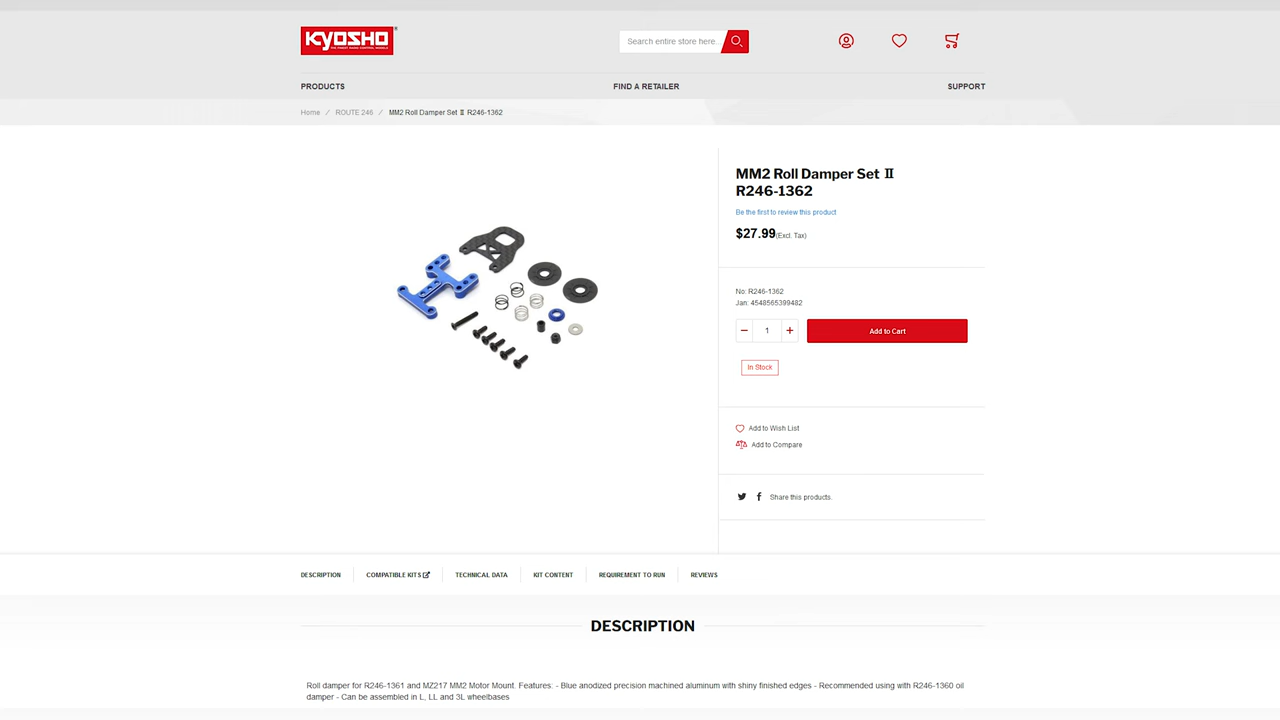 KYOSHO
THE FINEST RADIO CONTROL MODELS
Search entire store here...
PRODUCTS
FIND A RETAILER
SUPPORT
Home / ROUTE 246 / MM2 Roll Damper Set Ⅱ R246-1362
MM2 Roll Damper Set Ⅱ
R246-1362
Be the first to review this product
$27.99(Excl. Tax)
No: R246-1362
Jan: 4548565399482
− 1 + Add to Cart
In Stock
Add to Wish List
Add to Compare
Share this products.
DESCRIPTION
COMPATIBLE KITS
TECHNICAL DATA
KIT CONTENT
REQUIREMENT TO RUN
REVIEWS
DESCRIPTION
Roll damper for R246-1361 and MZ217 MM2 Motor Mount. Features: - Blue anodized precision machined aluminum with shiny finished edges - Recommended using with R246-1360 oil
damper - Can be assembled in L, LL and 3L wheelbases